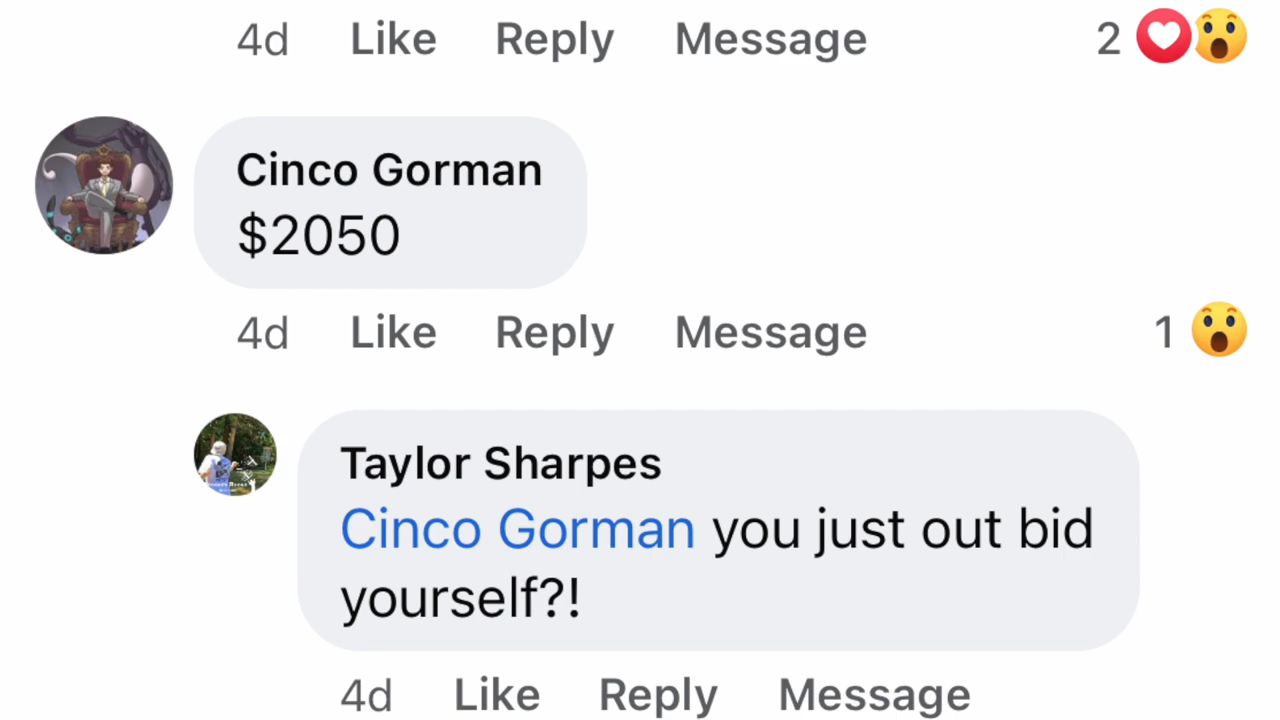 4d Like Reply Message 2
Cinco Gorman
$2050
4d Like Reply Message 1
Taylor Sharpes
Cinco Gorman you just out bid
yourself?!
4d Like Reply Message